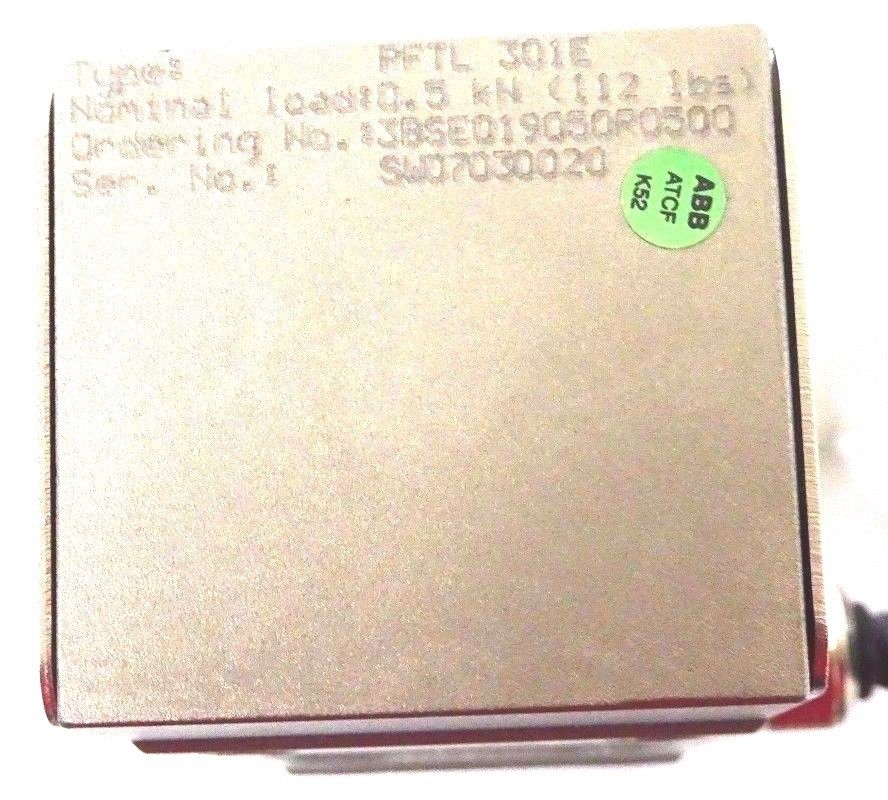 Type: PFTL 301E
Nominal load:0.5 kN (112 lbs)
Ordering No.:3BSE019050R0500
Ser. No.: SW07030020
ABB
ATCF
K52